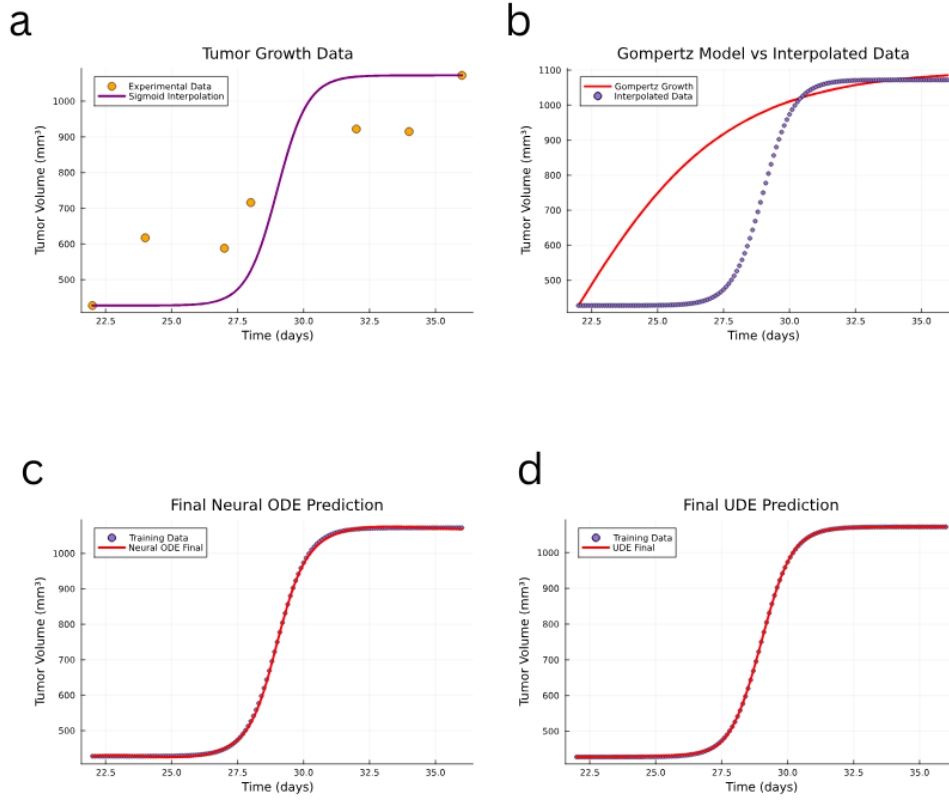 a
Tumor Growth Data
Experimental Data
Sigmoid Interpolation
Tumor Volume (mm³)
1000
900
800
700
600
500
22.5 25.0 27.5 30.0 32.5 35.0
Time (days)
b
Gompertz Model vs Interpolated Data
Gompertz Growth
Interpolated Data
Tumor Volume (mm³)
1100
1000
900
800
700
600
500
22.5 25.0 27.5 30.0 32.5 35.0
Time (days)
c
Final Neural ODE Prediction
Training Data
Neural ODE Final
Tumor Volume (mm³)
1000
900
800
700
600
500
22.5 25.0 27.5 30.0 32.5 35.0
Time (days)
d
Final UDE Prediction
Training Data
UDE Final
Tumor Volume (mm³)
1000
900
800
700
600
500
22.5 25.0 27.5 30.0 32.5 35.0
Time (days)